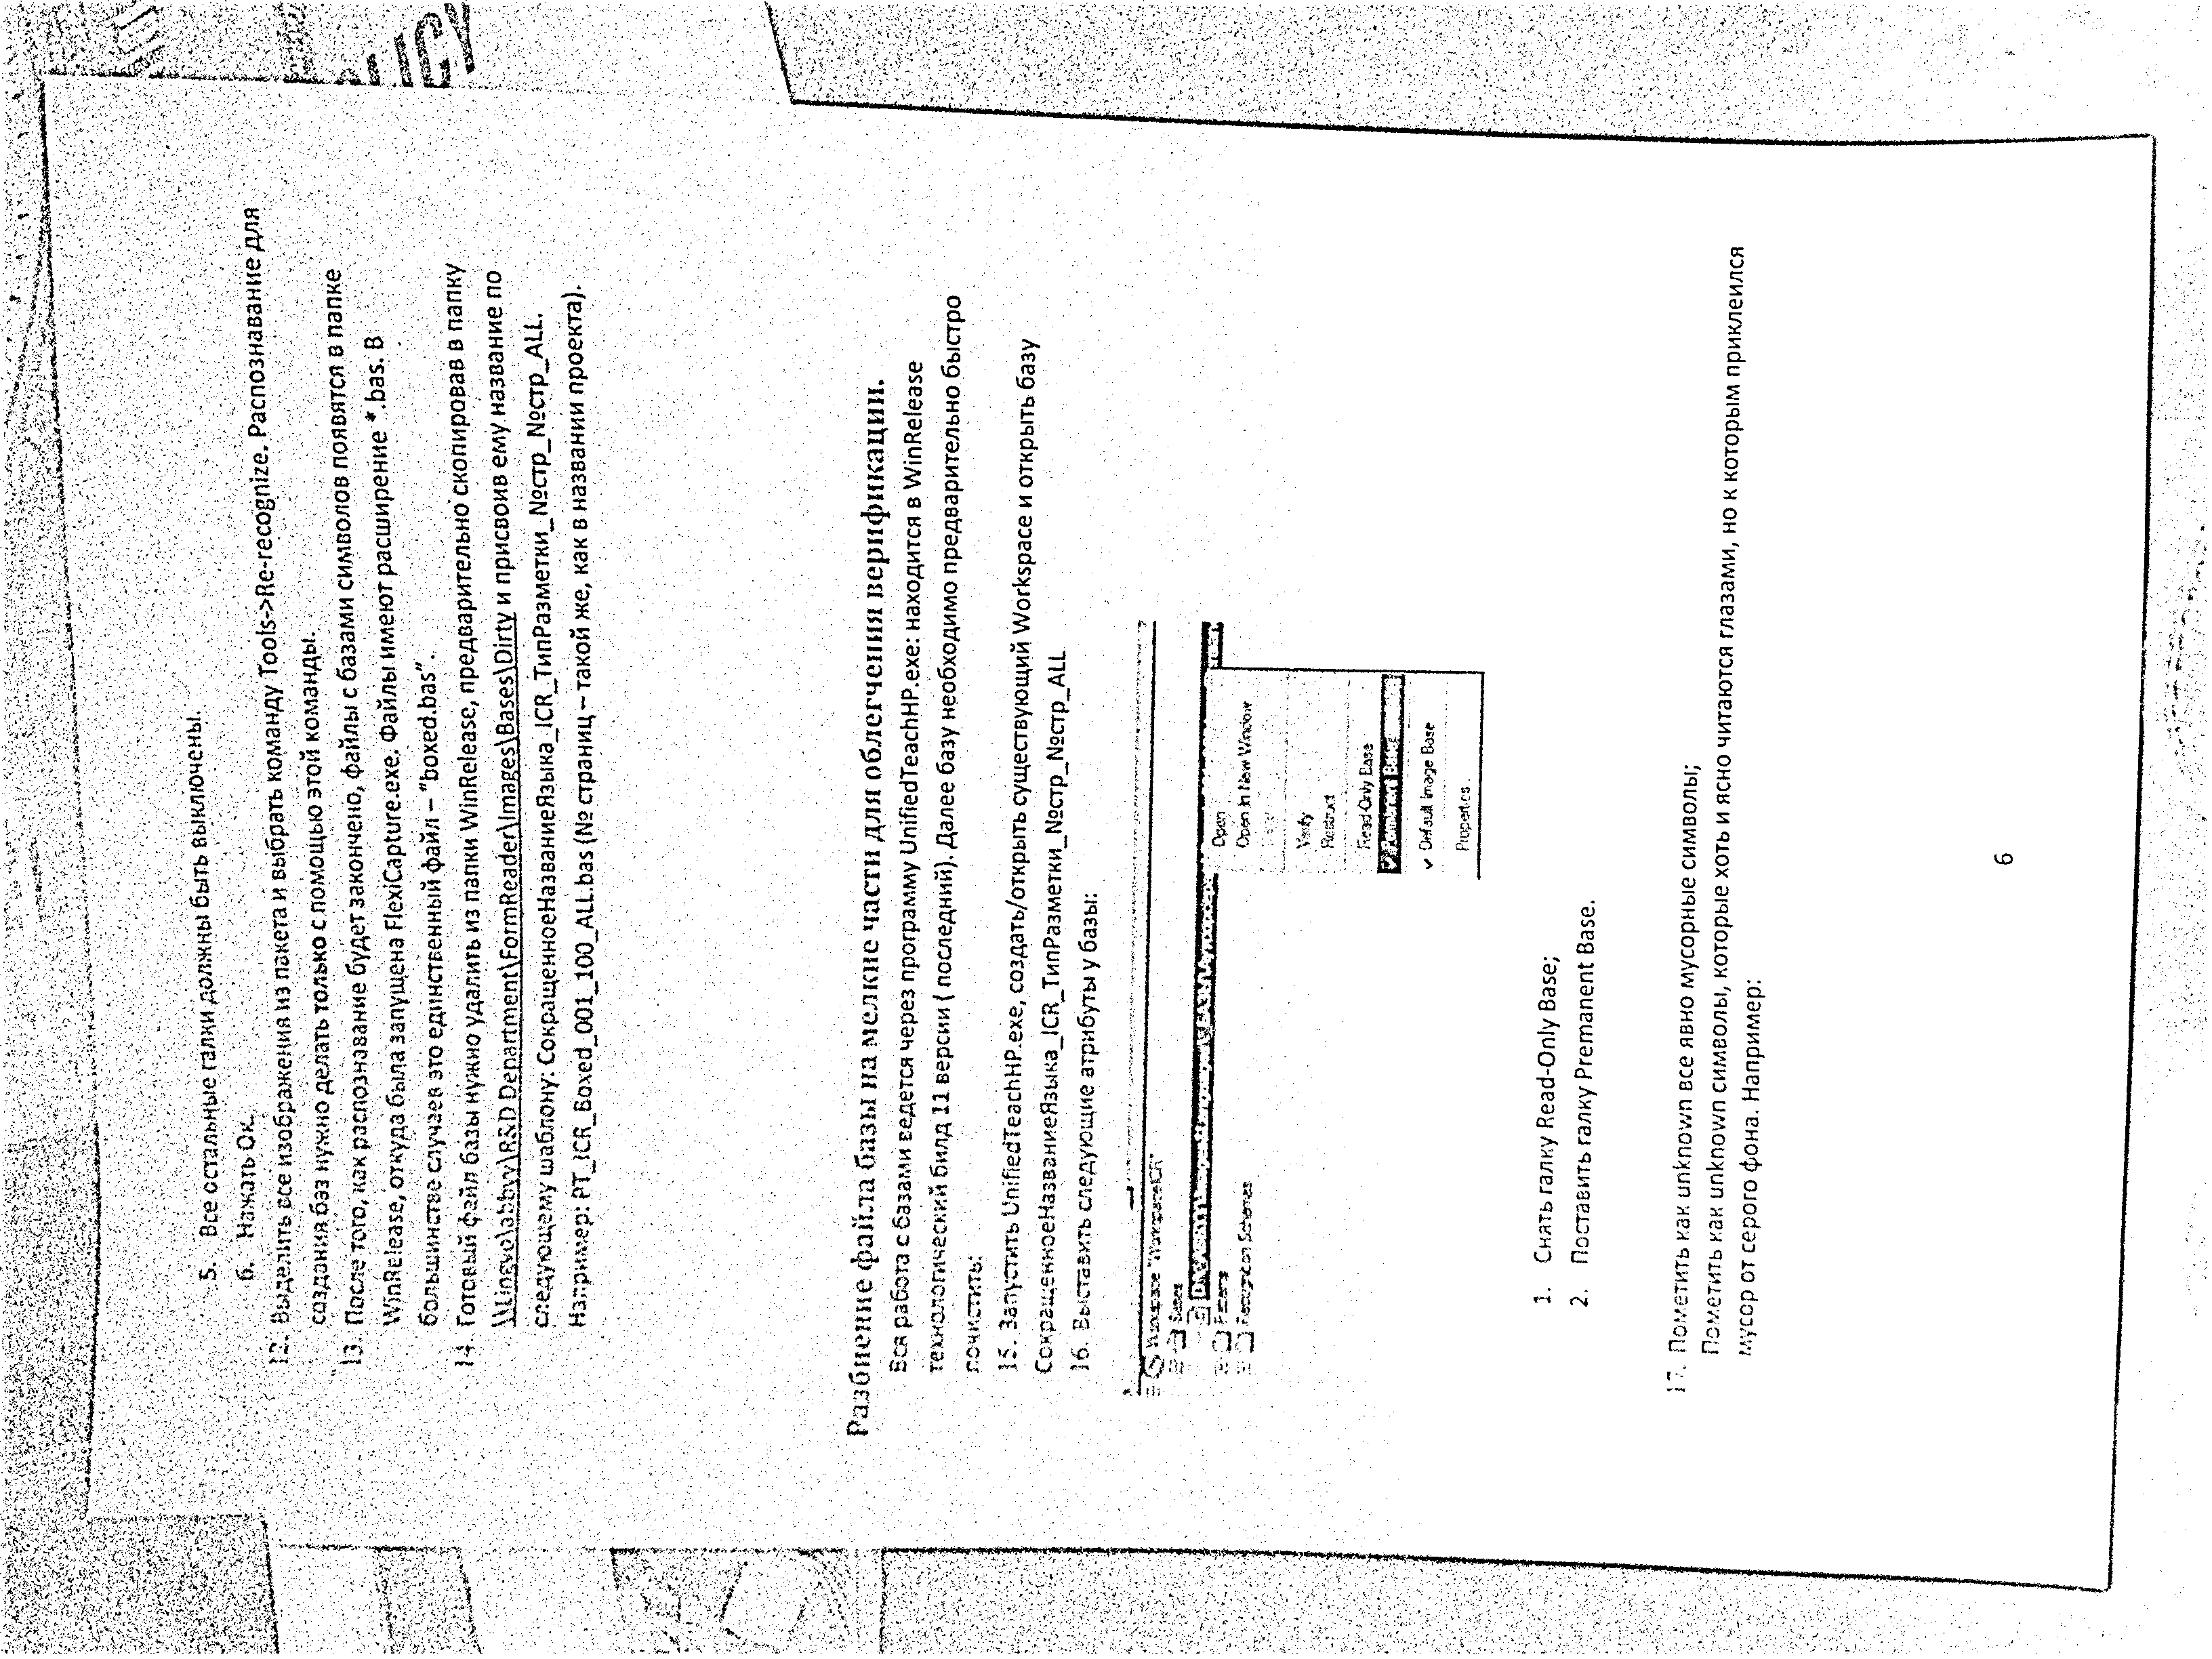 5. Все остальные галки должны быть выключены.
6. Нажать Ок.
12. Выделить все изображения из пакета и выбрать команду Tools->Re-recognize. Распознавание для
создания баз нужно делать только с помощью этой команды.
13. После того, как распознование будет закончено, файлы с базами символов появятся в папке
WinRelease, откуда была запущена FlexiCapture.exe. Файлы имеют расширение *.bas. В
большинстве случаев это единственный файл – "boxed.bas".
14. Готовый файл базы нужно удалить из папки WinRelease, предварительно скопировав в папку
\\Lingvo\abbyy\R&D Department\FormReader\Images\Bases\Dirty и присвоив ему название по
следующему шаблону: СокращенноеНазваниеЯзыка_ICR_ТипРазметки_№стр_№стр_ALL.
Например: PT_ICR_Boxed_001_100_ALL.bas (№ страниц – такой же, как в названии проекта).
Разбиение файла базы на мелкие части для облегчения верификации.
Вся работа с базами ведется через программу UnifiedTeachHP.exe: находится в WinRelease
технологический билд 11 версии ( последний). Далее базу необходимо предварительно быстро
почистить:
15. Запустить UnifiedTeachHP.exe, создать/открыть существующий Workspace и открыть базу
СокращенноеНазваниеЯзыка_ICR_ТипРазметки_№стр_№стр_ALL
16. Выставить следующие атрибуты у базы:
Workspace "WorkspaceICR"
Bases
Patterns
Recognition Schemes
Open
Open in New Window
Verify
Restruct
Read-Only Base
Permanent Base
Default Image Base
Properties
1. Снять галку Read-Only Base;
2. Поставить галку Premanent Base.
17. Пометить как unknown все явно мусорные символы;
Пометить как unknown символы, которые хоть и ясно читаются глазами, но к которым приклеился
мусор от серого фона. Например:
6